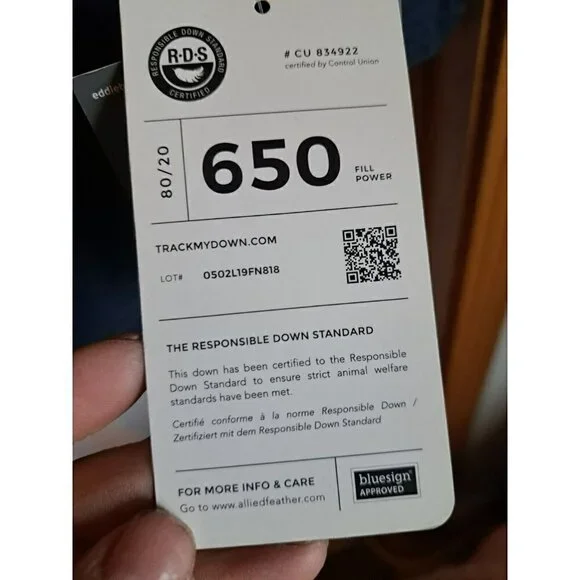 RESPONSIBLE DOWN STANDARD
R·D·S
CERTIFIED
# CU 834922
certified by Control Union
80/20
650
FILL
POWER
TRACKMYDOWN.COM
LOT# 0502L19FN818
THE RESPONSIBLE DOWN STANDARD
This down has been certified to the Responsible
Down Standard to ensure strict animal welfare
standards have been met.
Certifié conforme à la norme Responsible Down /
Zertifiziert mit dem Responsible Down Standard
FOR MORE INFO & CARE
Go to www.alliedfeather.com
bluesign®
APPROVED